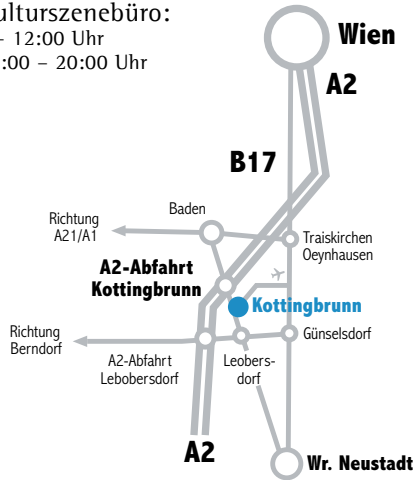 ulturszenebüro:
– 12:00 Uhr
:00 – 20:00 Uhr
Wien
A2
B17
Baden
Richtung
A21/A1
Traiskirchen
Oeynhausen
A2-Abfahrt
Kottingbrunn
Kottingbrunn
Richtung
Berndorf
A2-Abfahrt
Lebobersdorf
Leobers-
dorf
Günselsdorf
A2
Wr. Neustadt